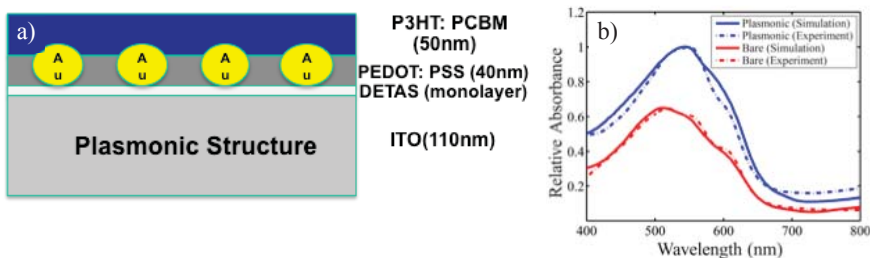 a)
A
u
A
u
A
u
A
u
P3HT: PCBM
(50nm)
PEDOT: PSS (40nm)
DETAS (monolayer)
Plasmonic Structure
ITO(110nm)
b)
Plasmonic (Simulation)
Plasmonic (Experiment)
Bare (Simulation)
Bare (Experiment)
Relative Absorbance
1.2
1
0.8
0.6
0.4
0.2
400
500
600
700
800
Wavelength (nm)